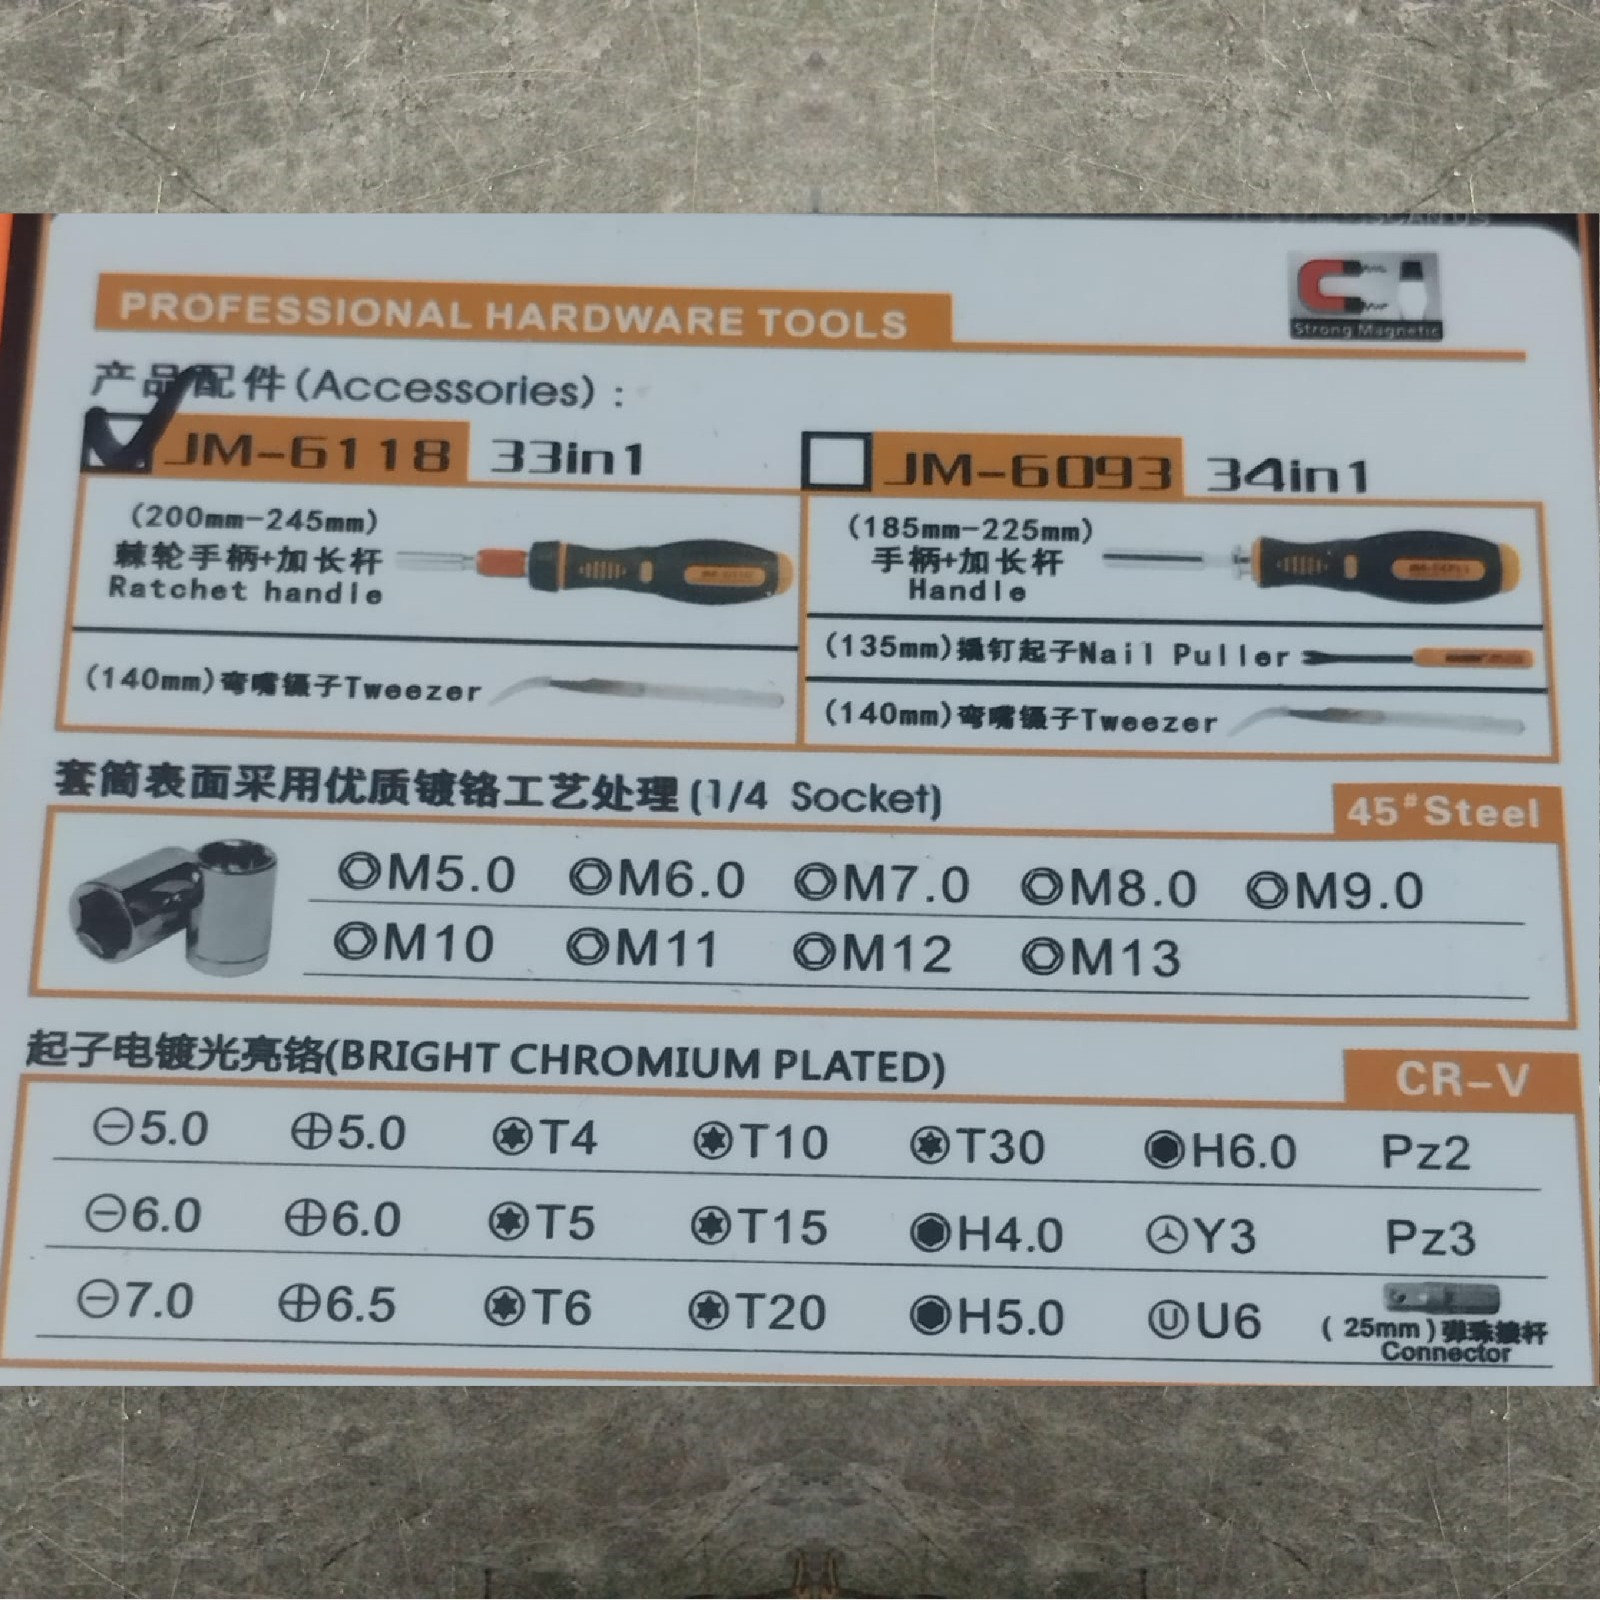 Strong Magnetic
PROFESSIONAL HARDWARE TOOLS
产品配件(Accessories):
JM-6118 33in1
(200mm-245mm)
棘轮手柄+加长杆
Ratchet handle
(140mm)弯嘴镊子Tweezer
JM-6093 34in1
(185mm-225mm)
手柄+加长杆
Handle
(135mm)撬钉起子Nail Puller
(140mm)弯嘴镊子Tweezer
套筒表面采用优质镀铬工艺处理(1/4 Socket)
45#Steel
M5.0 M6.0 M7.0 M8.0 M9.0
M10 M11 M12 M13
起子电镀光亮铬(BRIGHT CHROMIUM PLATED)
CR-V
5.0 5.0 T4 T10 T30 H6.0 Pz2
6.0 6.0 T5 T15 H4.0 Y3 Pz3
7.0 6.5 T6 T20 H5.0 U U6
(25mm)弹珠接杆
Connector